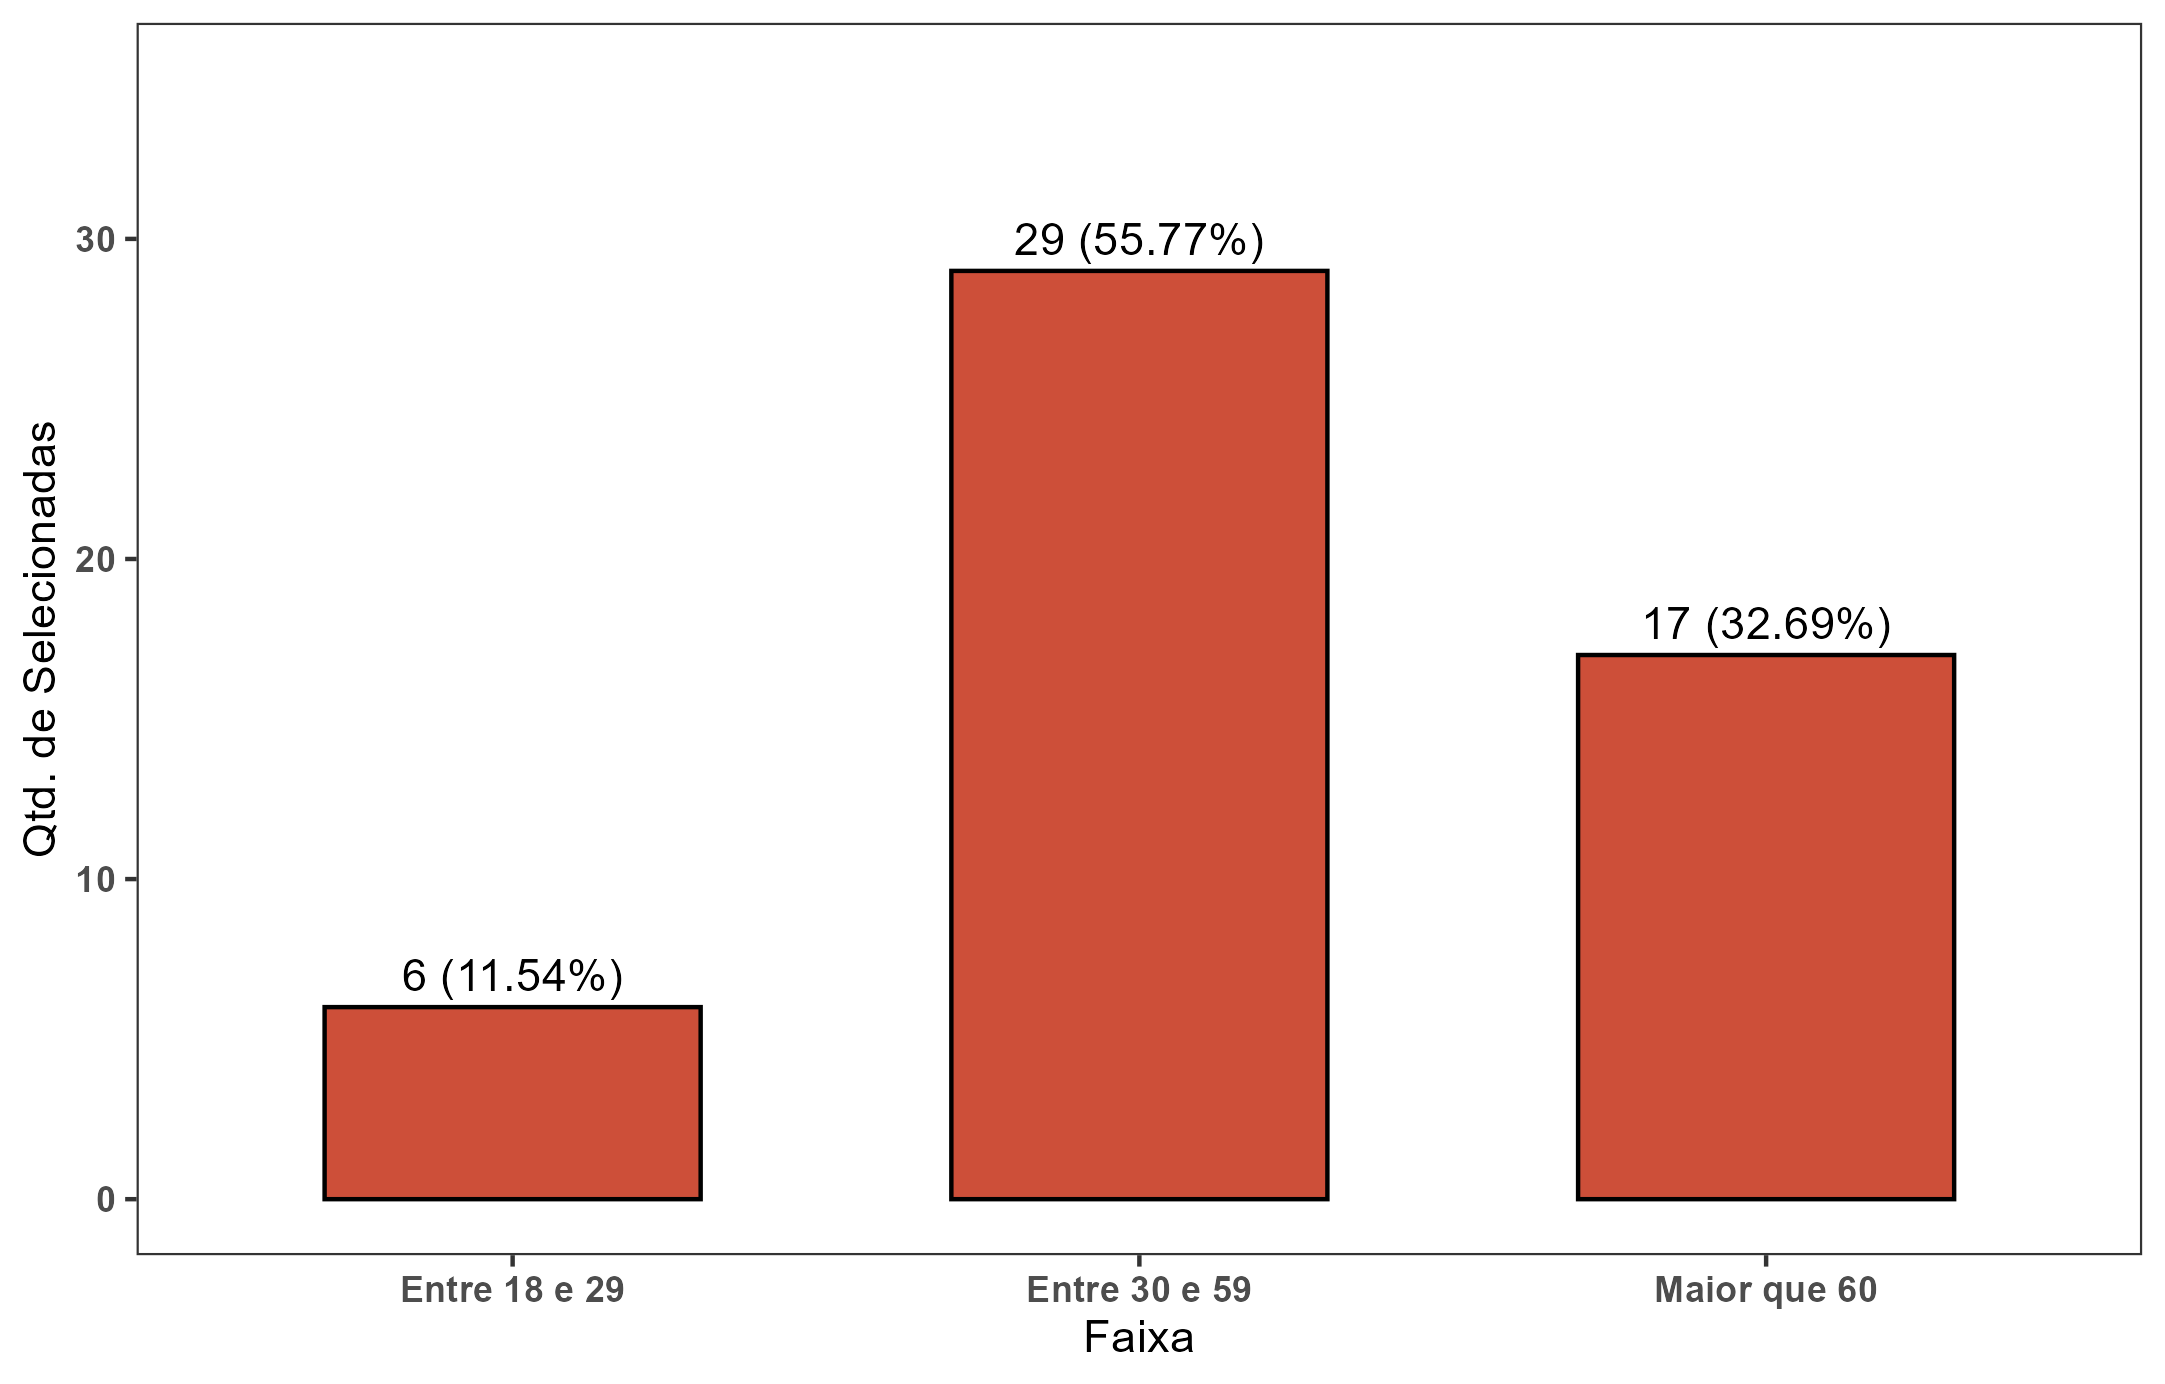 Qtd. de Selecionadas
30
20
10
0
6 (11.54%)
29 (55.77%)
17 (32.69%)
Entre 18 e 29
Entre 30 e 59
Maior que 60
Faixa